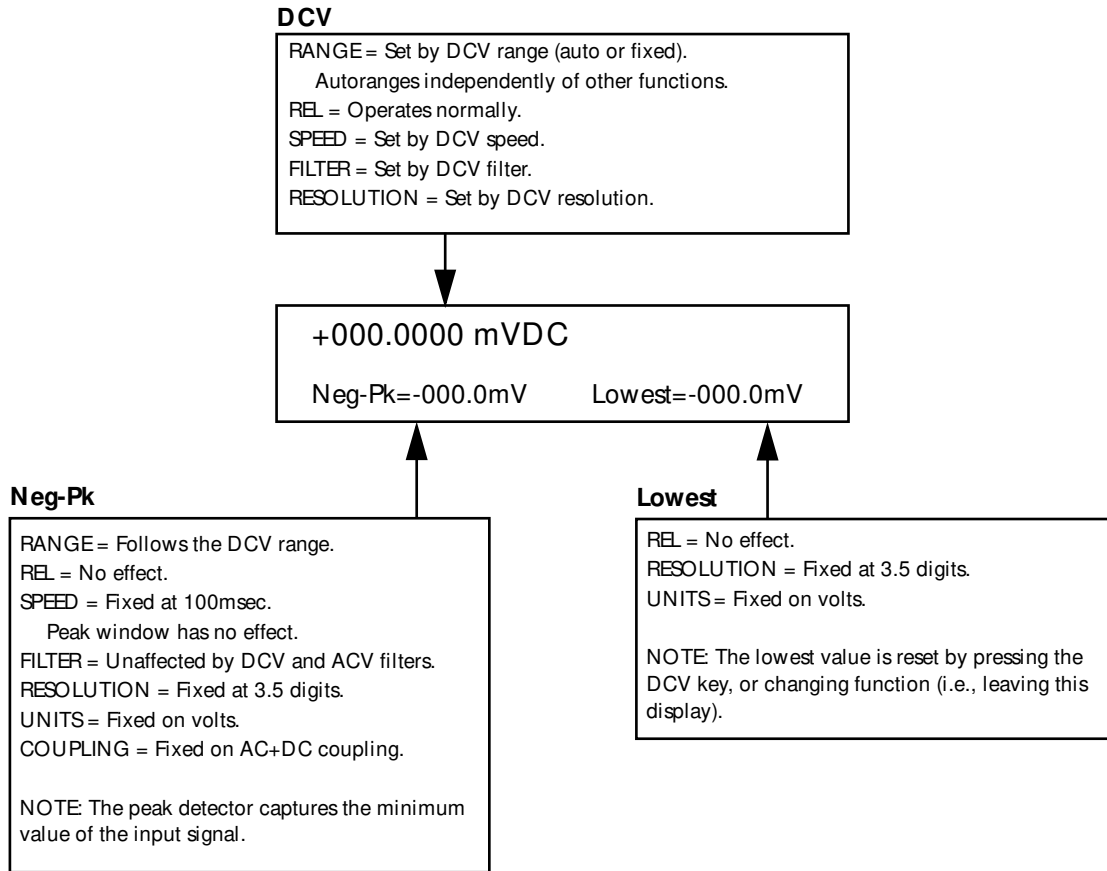 DCV
RANGE = Set by DCV range (auto or fixed).
Autoranges independently of other functions.
REL = Operates normally.
SPEED = Set by DCV speed.
FILTER = Set by DCV filter.
RESOLUTION = Set by DCV resolution.
+000.0000 mVDC
Neg-Pk=-000.0mV Lowest=-000.0mV
Neg-Pk
RANGE = Follows the DCV range.
REL = No effect.
SPEED = Fixed at 100msec.
Peak window has no effect.
FILTER = Unaffected by DCV and ACV filters.
RESOLUTION = Fixed at 3.5 digits.
UNITS = Fixed on volts.
COUPLING = Fixed on AC+DC coupling.
NOTE: The peak detector captures the minimum
value of the input signal.
Lowest
REL = No effect.
RESOLUTION = Fixed at 3.5 digits.
UNITS = Fixed on volts.
NOTE: The lowest value is reset by pressing the
DCV key, or changing function (i.e., leaving this
display).